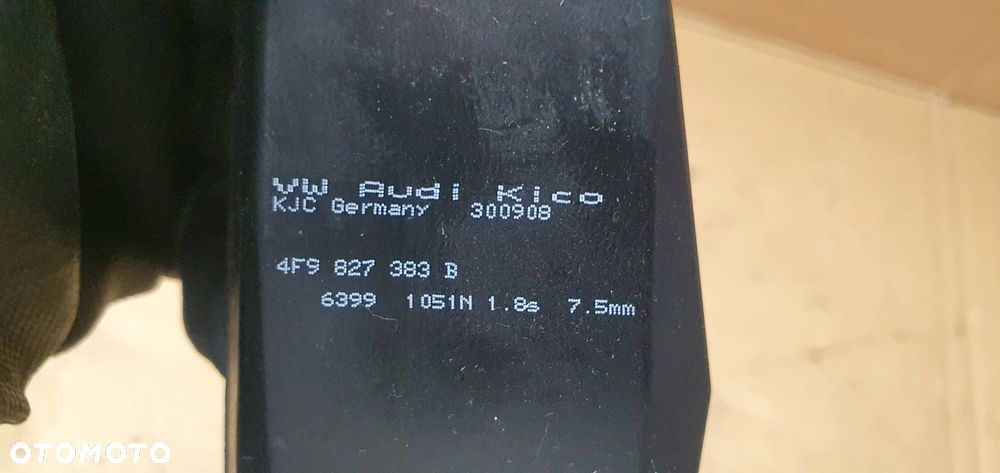 VW Audi Kico
KJC Germany 300908
4F9 827 383 B
6399 1051N 1.8s 7.5mm
OTOMOTO